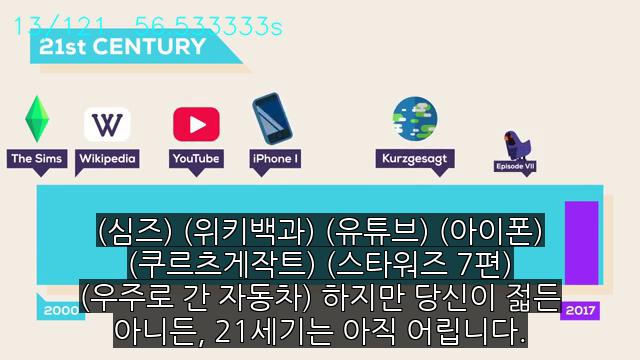 13/121 56.533333s
21st CENTURY
The Sims
Wikipedia
YouTube
iPhone I
Kurzgesagt
Episode VII
(심즈) (위키백과) (유튜브) (아이폰)
(쿠르츠게작트) (스타워즈 7편)
(우주로 간 자동차) 하지만 당신이 젊든
아니든, 21세기는 아직 어립니다.
2000
2017